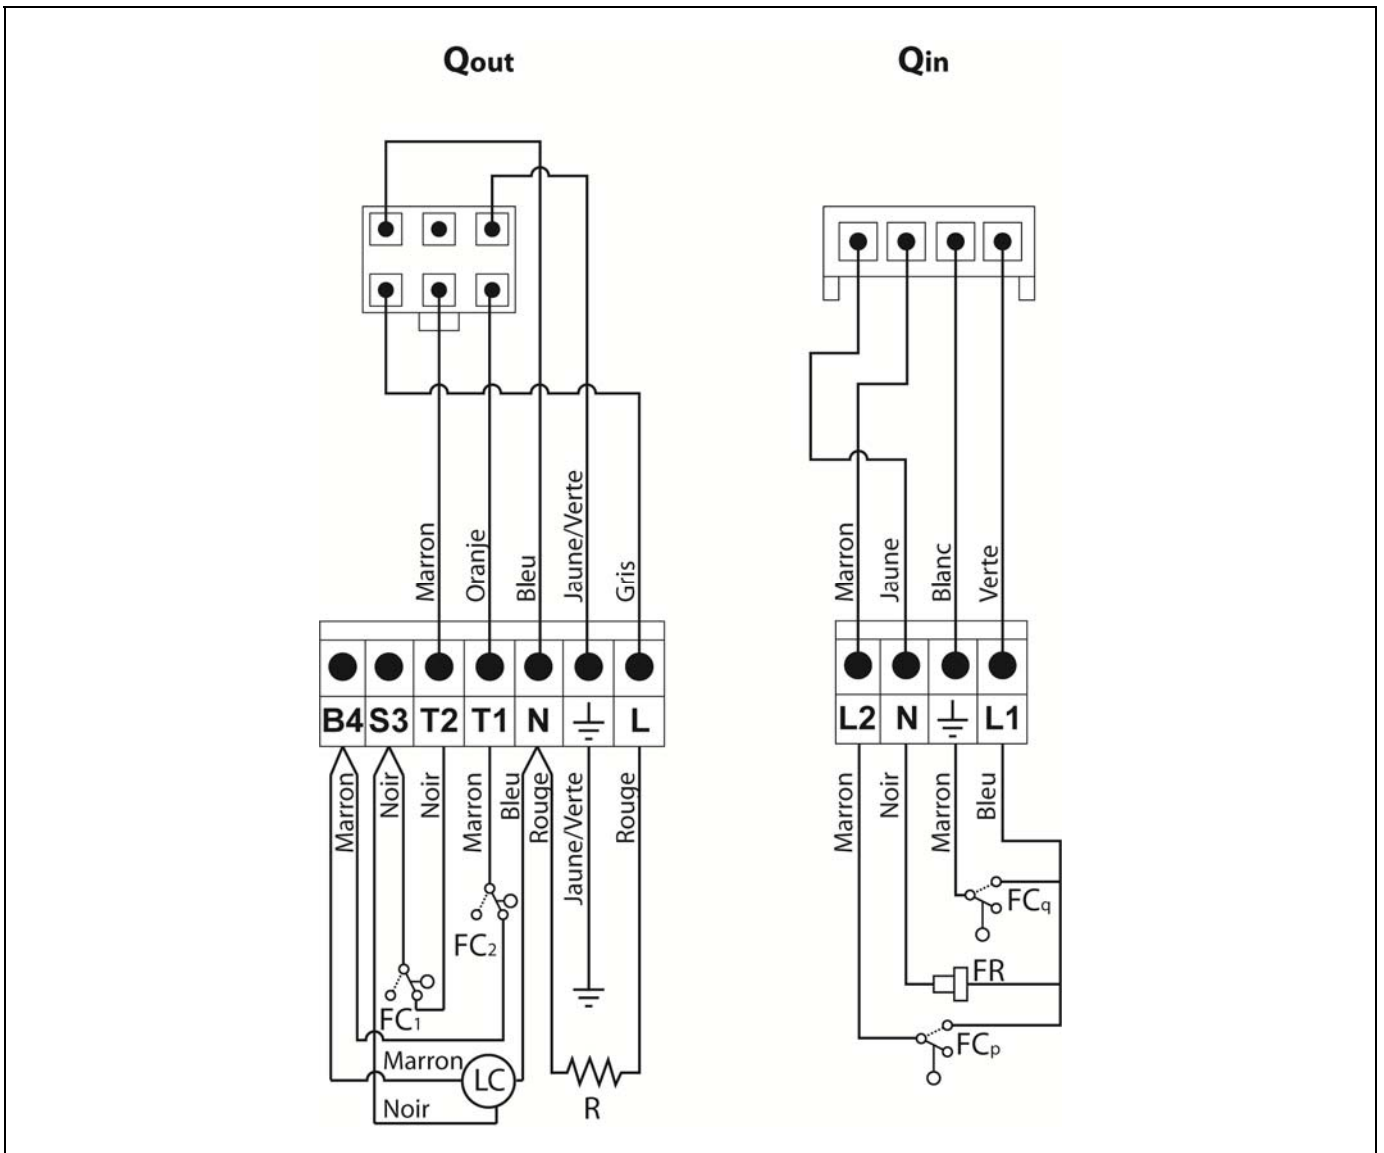 Qout Qin
Marron Oranje Bleu Jaune/Verte Gris
Marron Jaune Blanc Verte
B4 S3 T2 T1 N L
L2 N L1
Marron Noir Noir Marron Bleu Rouge Jaune/Verte Rouge
Marron Noir Marron Bleu
FC2
FCq
FC1
FR
FCp
Marron
LC
Noir
R